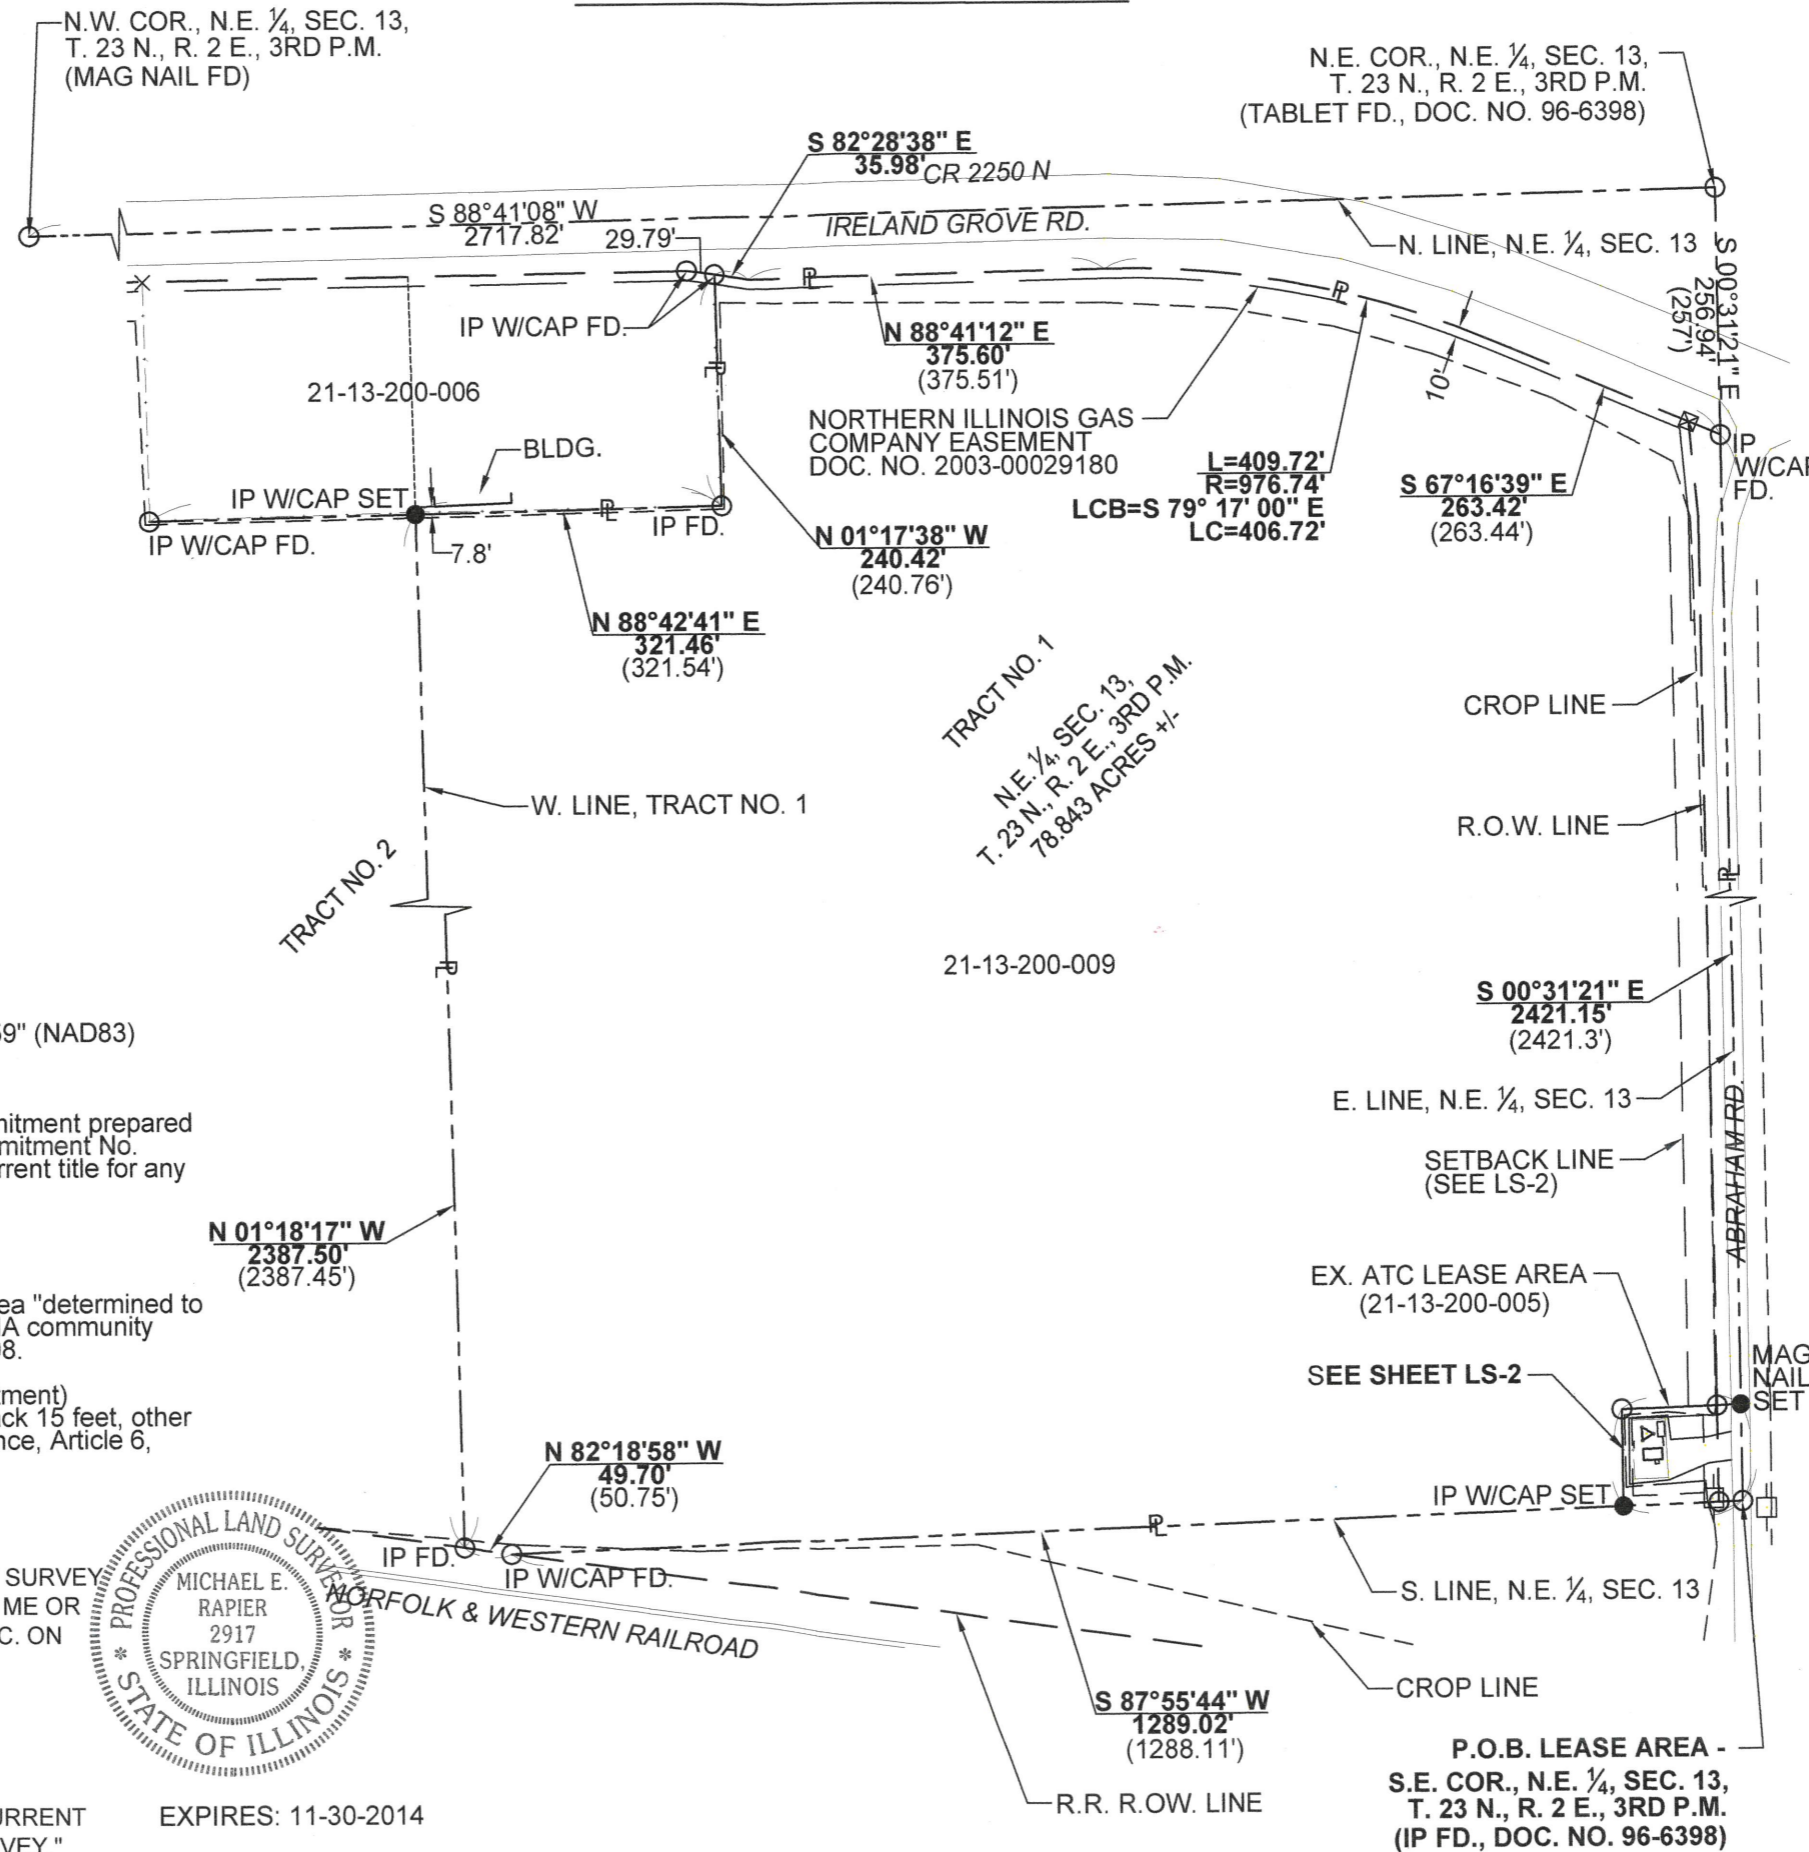 N.W. COR., N.E. ¼, SEC. 13,
T. 23 N., R. 2 E., 3RD P.M.
(MAG NAIL FD)
N.E. COR., N.E. ¼, SEC. 13,
T. 23 N., R. 2 E., 3RD P.M.
(TABLET FD., DOC. NO. 96-6398)
S 82°28'38" E
35.98'
CR 2250 N
S 88°41'08" W
2717.82'
29.79'
IRELAND GROVE RD.
N. LINE, N.E. ¼, SEC. 13
S 00°31'21" E
256.94'
(257')
IP W/CAP FD.
N 88°41'12" E
375.60'
(375.51')
10'
21-13-200-006
NORTHERN ILLINOIS GAS
COMPANY EASEMENT
DOC. NO. 2003-00029180
BLDG.
L=409.72'
R=976.74'
LCB=S 79° 17' 00" E
LC=406.72'
S 67°16'39" E
263.42'
(263.44')
IP
W/CAP
FD.
IP W/CAP SET
IP W/CAP FD.
7.8'
IP FD.
N 01°17'38" W
240.42'
(240.76')
N 88°42'41" E
321.46'
(321.54')
TRACT NO. 1
N.E. ¼, SEC. 13,
T. 23 N., R. 2 E., 3RD P.M.
78.843 ACRES +/-
CROP LINE
W. LINE, TRACT NO. 1
R.O.W. LINE
TRACT NO. 2
21-13-200-009
S 00°31'21" E
2421.15'
(2421.3')
59" (NAD83)
E. LINE, N.E. ¼, SEC. 13
ABRAHAM RD.
mitment prepared
mitment No.
rrent title for any
SETBACK LINE
(SEE LS-2)
N 01°18'17" W
2387.50'
(2387.45')
EX. ATC LEASE AREA
(21-13-200-005)
ea "determined to
IA community
98.
SEE SHEET LS-2
MAG
NAIL
SET
tment)
ack 15 feet, other
nce, Article 6,
N 82°18'58" W
49.70'
(50.75')
IP W/CAP SET
IP FD.
IP W/CAP FD.
NORFOLK & WESTERN RAILROAD
S. LINE, N.E. ¼, SEC. 13
SURVEY
ME OR
C. ON
PROFESSIONAL LAND SURVEYOR
MICHAEL E.
RAPIER
2917
SPRINGFIELD,
ILLINOIS
* STATE OF ILLINOIS *
CROP LINE
S 87°55'44" W
1289.02'
(1288.11')
R.R. R.OW. LINE
P.O.B. LEASE AREA -
S.E. COR., N.E. ¼, SEC. 13,
T. 23 N., R. 2 E., 3RD P.M.
(IP FD., DOC. NO. 96-6398)
URRENT
VEY "
EXPIRES: 11-30-2014